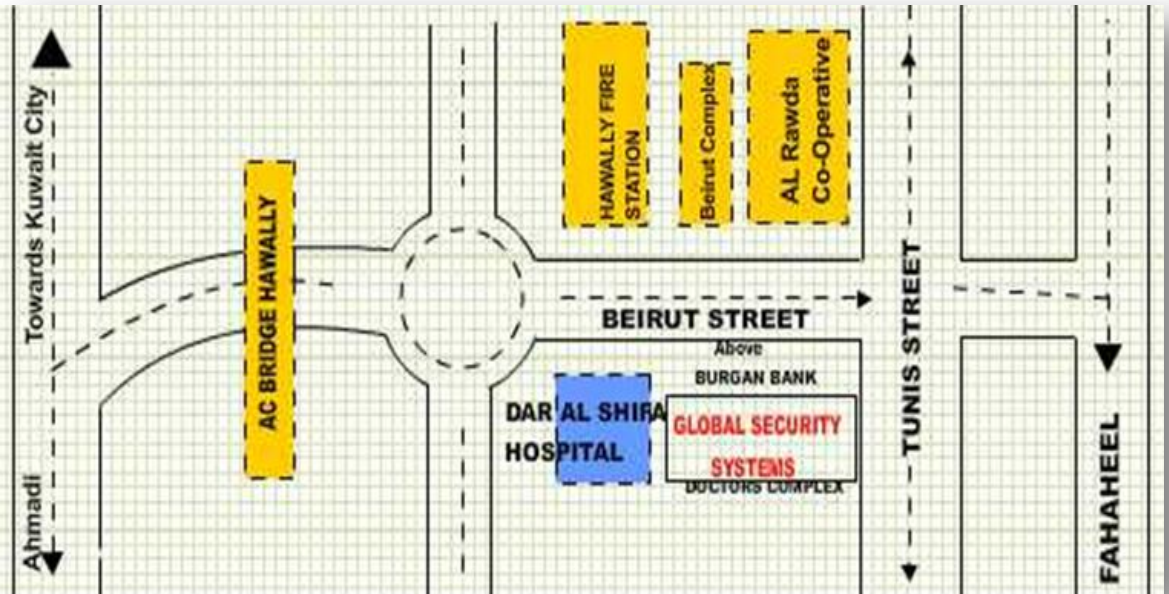 Towards Kuwait City
Ahmadi
AC BRIDGE HAWALLY
HAWALLY FIRE
STATION
Beirut Complex
AL Rawda
Co-Operative
BEIRUT STREET
Above
BURGAN BANK
DAR AL SHIFA
HOSPITAL
GLOBAL SECURITY
SYSTEMS
DOCTORS COMPLEX
TUNIS STREET
FAHAHEEL